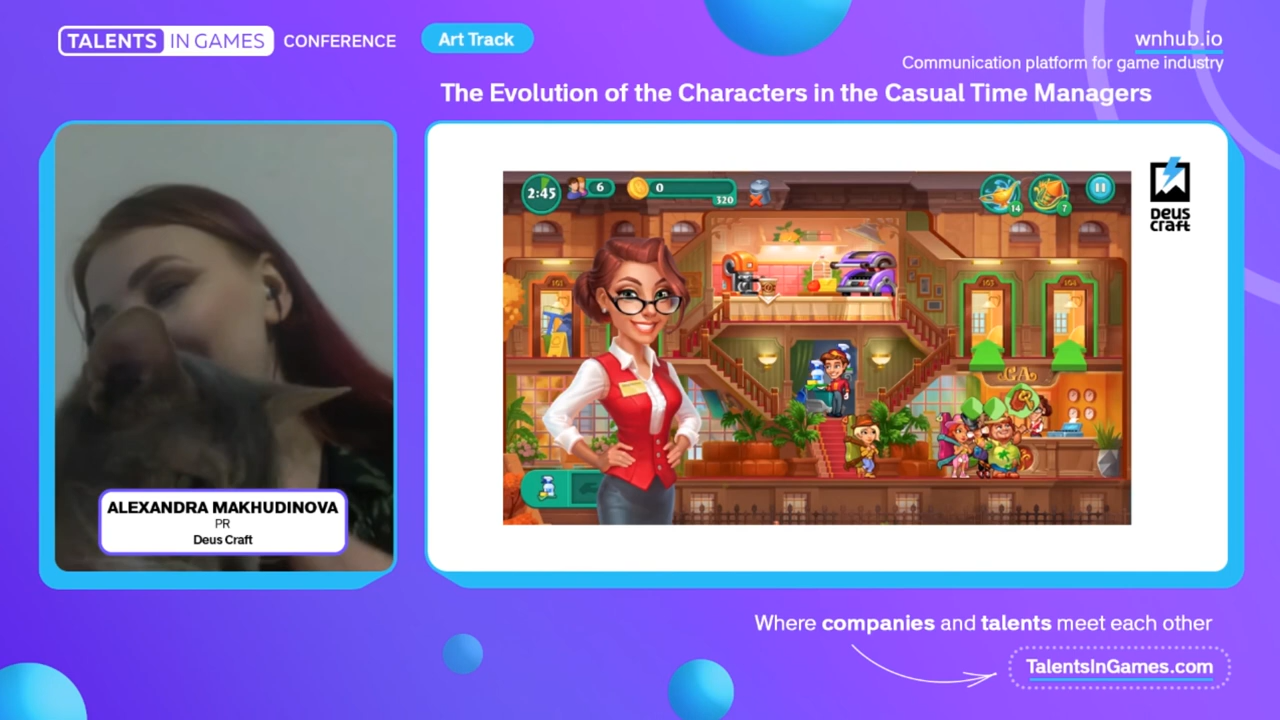 TALENTS IN GAMES CONFERENCE
Art Track
wnhub.io
Communication platform for game industry
The Evolution of the Characters in the Casual Time Managers
2:45
6
0
320
14
7
DEUS
craft
GA
ALEXANDRA MAKHUDINOVA
PR
Deus Craft
Where companies and talents meet each other
TalentsInGames.com